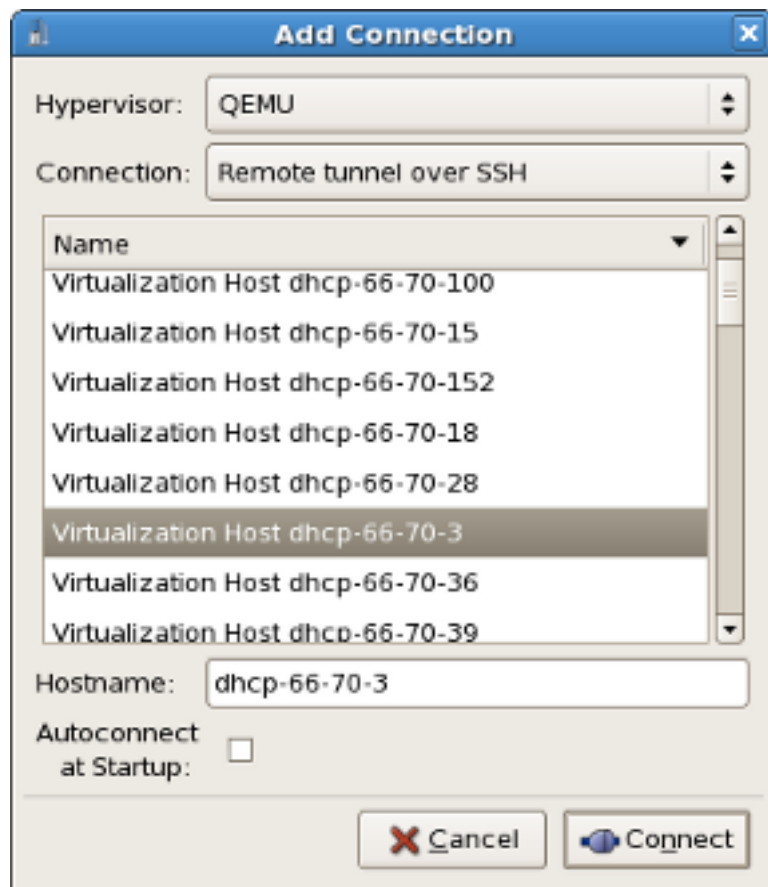 Add Connection
Hypervisor: QEMU
Connection: Remote tunnel over SSH
Name
Virtualization Host dhcp-66-70-100
Virtualization Host dhcp-66-70-15
Virtualization Host dhcp-66-70-152
Virtualization Host dhcp-66-70-18
Virtualization Host dhcp-66-70-28
Virtualization Host dhcp-66-70-3
Virtualization Host dhcp-66-70-36
Virtualization Host dhcp-66-70-39
Hostname: dhcp-66-70-3
Autoconnect
at Startup:
Cancel Connect